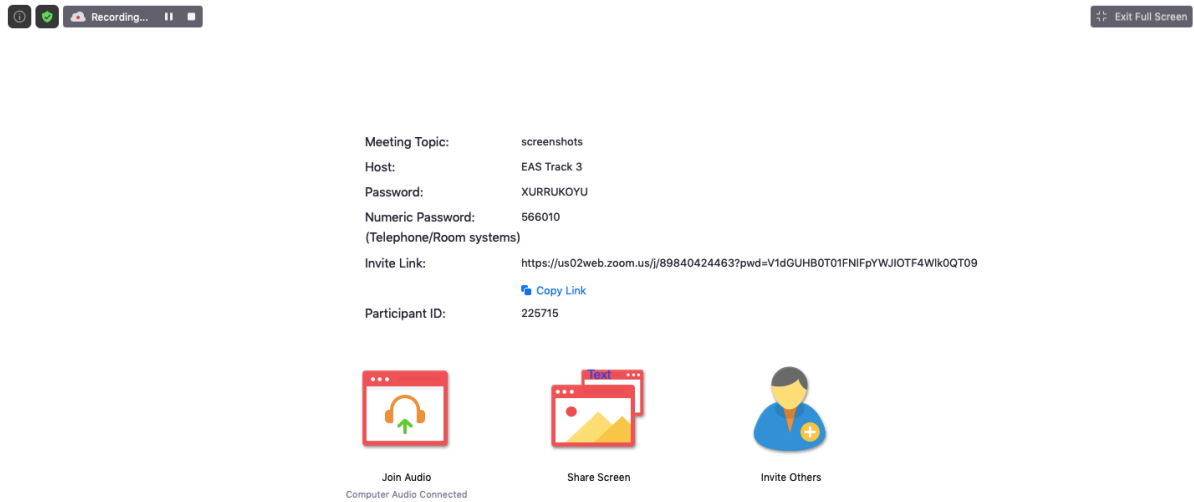 Recording...
Exit Full Screen
Meeting Topic: screenshots
Host: EAS Track 3
Password: XURRUKOYU
Numeric Password: 566010
(Telephone/Room systems)
Invite Link: https://us02web.zoom.us/j/89840424463?pwd=V1dGUHB0T01FNlFpYWJIOTF4Wlk0QT09
Copy Link
Participant ID: 225715
Text
Join Audio
Computer Audio Connected
Share Screen
Invite Others